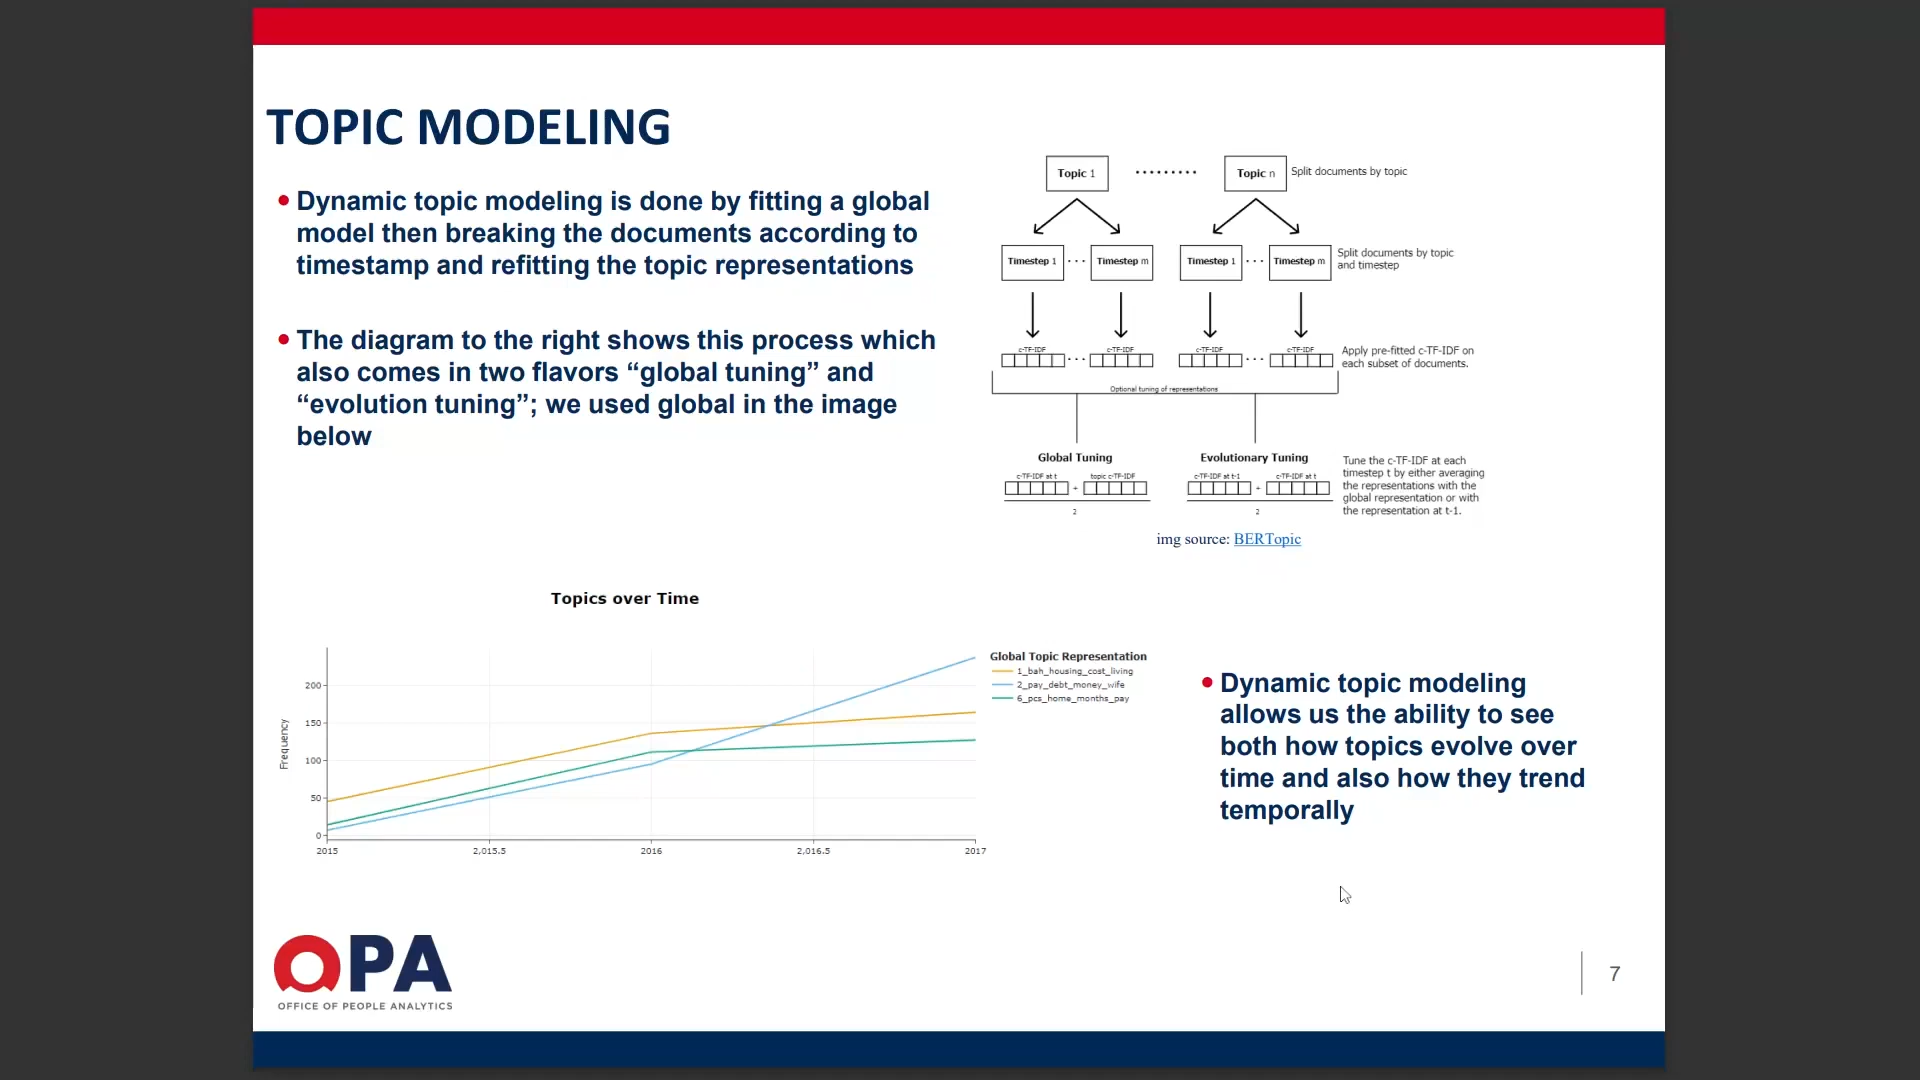 TOPIC MODELING
• Dynamic topic modeling is done by fitting a global
model then breaking the documents according to
timestamp and refitting the topic representations
• The diagram to the right shows this process which
also comes in two flavors “global tuning” and
“evolution tuning”; we used global in the image
below
Topic 1 ......... Topic n Split documents by topic
Timestep 1 ... Timestep m Timestep 1 ... Timestep m Split documents by topic
and timestep
c-TF-IDF ... c-TF-IDF c-TF-IDF ... c-TF-IDF Apply pre-fitted c-TF-IDF on
each subset of documents.
Optional tuning of representations
Global Tuning Evolutionary Tuning Tune the c-TF-IDF at each
timestep t by either averaging
the representations with the
global representation or with
the representation at t-1.
c-TF-IDF at t + topic c-TF-IDF c-TF-IDF at t-1 + c-TF-IDF at t
2 2
img source: BERTopic
Topics over Time
Frequency
200
150
100
50
0
2015 2,015.5 2016 2,016.5 2017
Global Topic Representation
1_bah_housing_cost_living
2_pay_debt_money_wife
6_pcs_home_months_pay
• Dynamic topic modeling
allows us the ability to see
both how topics evolve over
time and also how they trend
temporally
OPA
OFFICE OF PEOPLE ANALYTICS
7